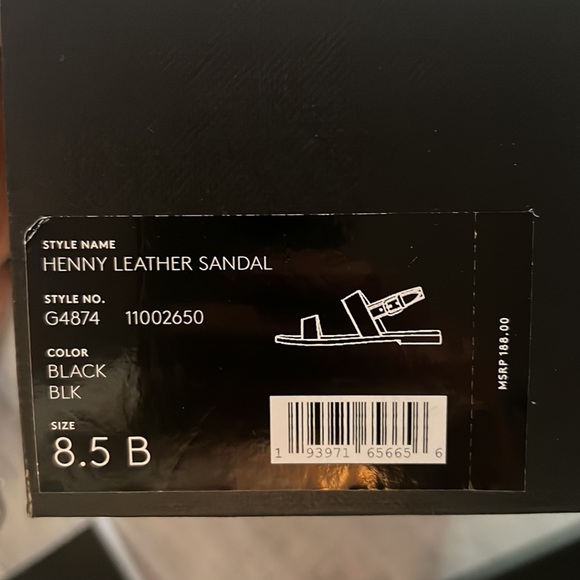 STYLE NAME
HENNY LEATHER SANDAL
STYLE NO.
G4874 11002650
COLOR
BLACK
BLK
SIZE
8.5 B
1 93971 65665 6
MSRP 188.00